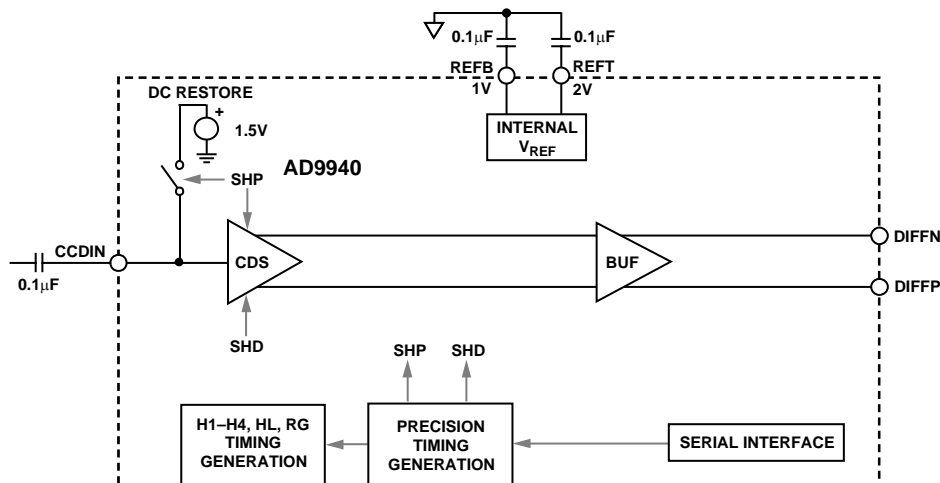 0.1μF
0.1μF
REFB
REFT
1V
2V
DC RESTORE
+
1.5V
INTERNAL
VREF
AD9940
SHP
CCDIN
0.1μF
CDS
BUF
DIFFN
DIFFP
SHD
SHP
SHD
H1–H4, HL, RG
TIMING
GENERATION
PRECISION
TIMING
GENERATION
SERIAL INTERFACE